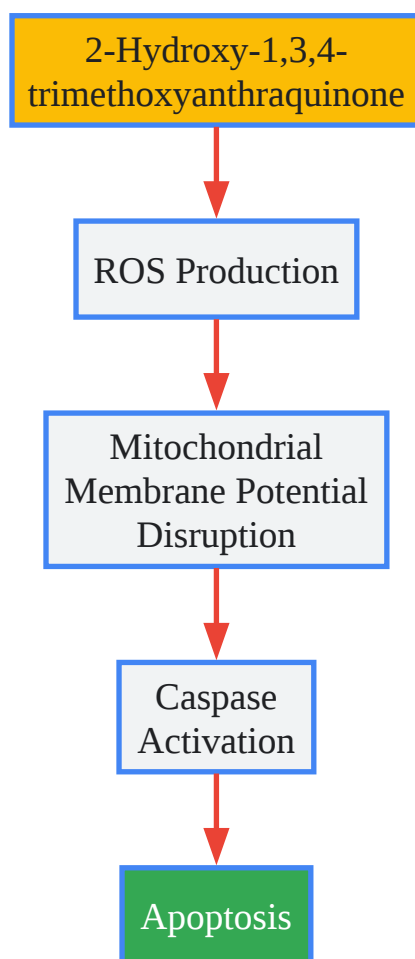 2-Hydroxy-1,3,4-
trimethoxyanthraquinone
ROS Production
Mitochondrial
Membrane Potential
Disruption
Caspase
Activation
Apoptosis